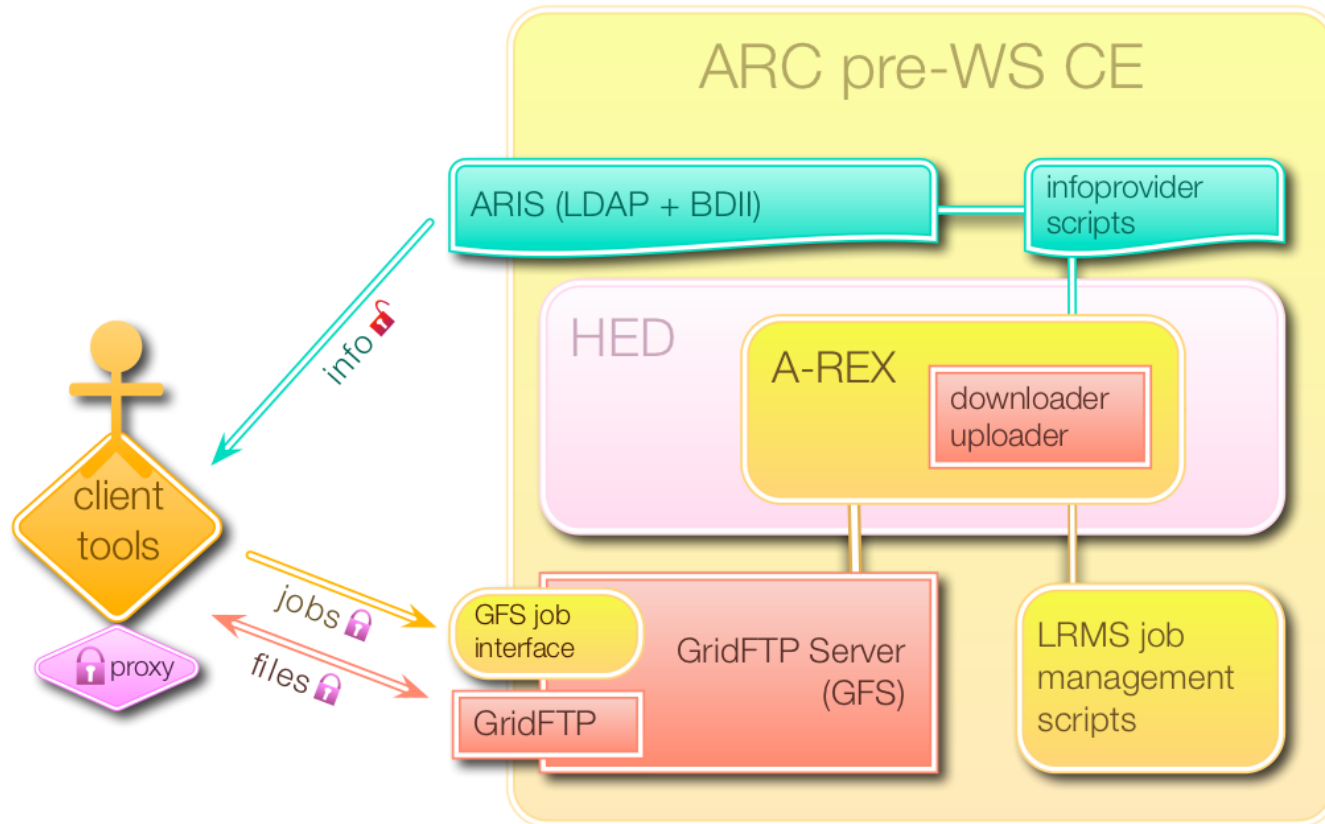 ARC pre-WS CE
ARIS (LDAP + BDII)
infoprovider
scripts
info
HED
A-REX
downloader
uploader
client
tools
proxy
jobs
files
GFS job
interface
GridFTP
GridFTP Server
(GFS)
LRMS job
management
scripts